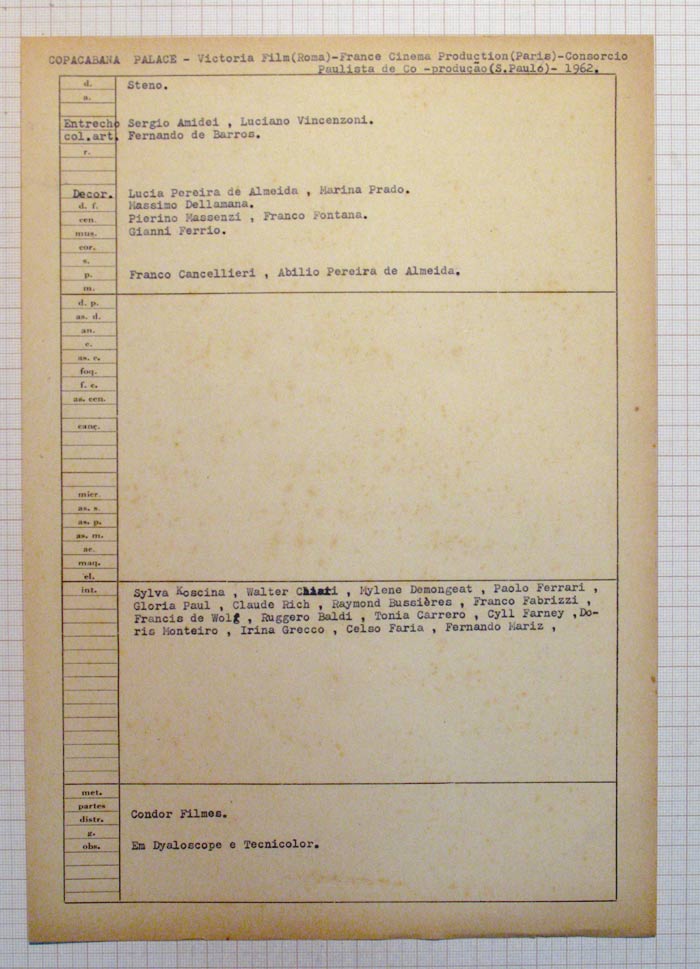 COPACABANA PALACE - Victoria Film(Roma)-France Cinema Production(Paris)-Consorcio
Paulista de Co -produção(S.Paulo)- 1962.
d. Steno.
a.
Entrecho Sergio Amidei , Luciano Vincenzoni.
col.art. Fernando de Barros.
r.
Decor. Lucia Pereira de Almeida , Marina Prado.
d. f. Massimo Dellamana.
cen. Pierino Massenzi , Franco Fontana.
mus. Gianni Ferrio.
cor.
s.
p. Franco Cancellieri , Abilio Pereira de Almeida.
m.
d. p.
as. d.
an.
c.
as. c.
foq.
f. c.
as. cen.
canç.
micr.
as. s.
as. p.
as. m.
ac.
maq.
el.
int. Sylva Koscina , Walter Chiari , Mylene Demongeat , Paolo Ferrari ,
Gloria Paul , Claude Rich , Raymond Bussières , Franco Fabrizzi ,
Francis de Wolf , Ruggero Baldi , Tonia Carrero , Cyll Farney ,Do-
ris Monteiro , Irina Grecco , Celso Faria , Fernando Mariz ,
met.
partes
distr. Condor Filmes.
g.
obs. Em Dyaloscope e Tecnicolor.